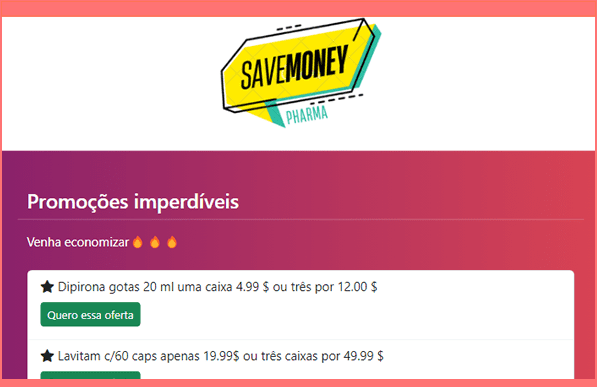 SAVEMONEY
PHARMA
Promoções imperdíveis
Venha economizar🔥 🔥 🔥
★ Dipirona gotas 20 ml uma caixa 4.99 $ ou três por 12.00 $
Quero essa oferta
★ Lavitam c/60 caps apenas 19.99$ ou três caixas por 49.99 $